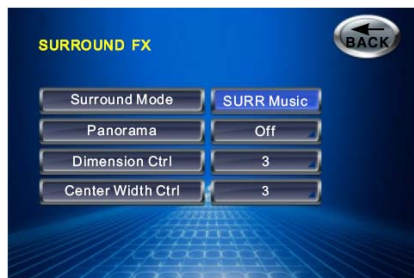 SURROUND FX
BACK
Surround Mode SURR Music
Panorama Off
Dimension Ctrl 3
Center Width Ctrl 3